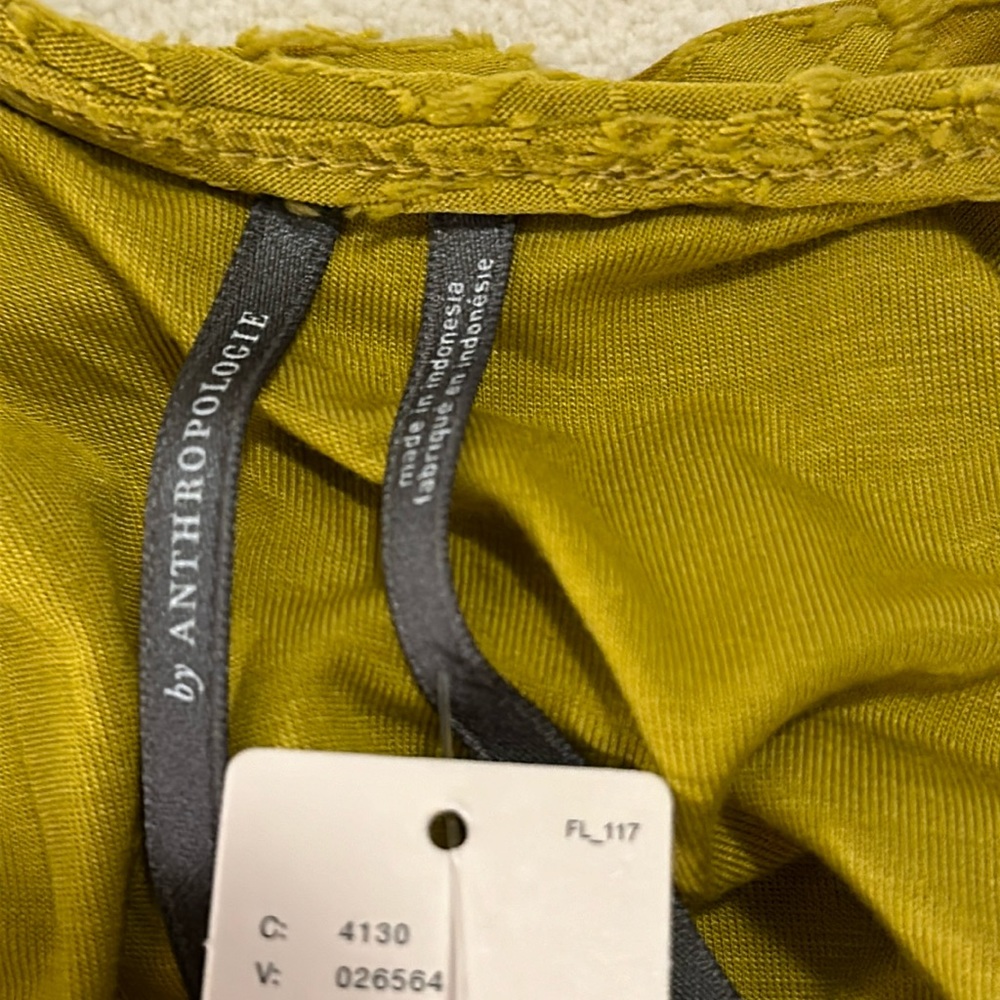 by ANTHROPOLOGIE
made in indonesia
fabriqué en indonésie
FL_117
C: 4130
V: 026564